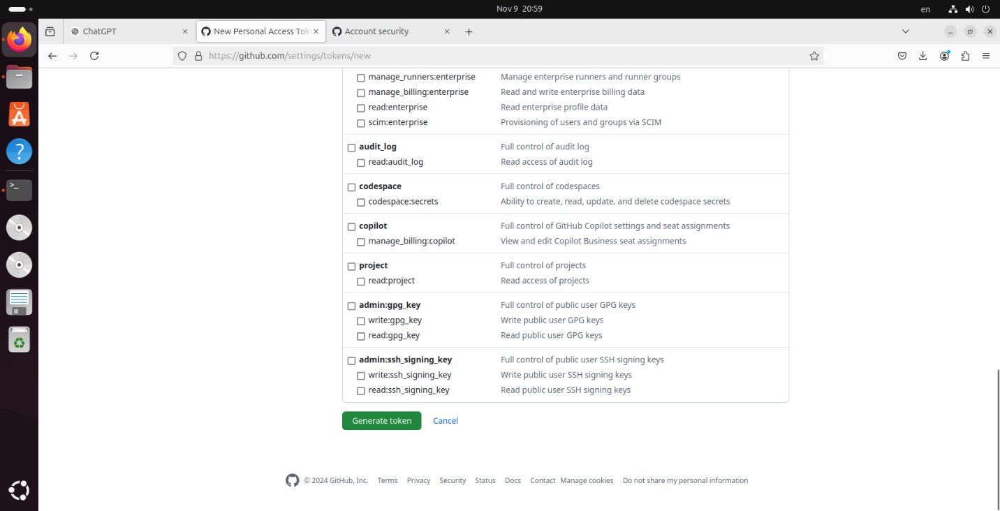 Nov 9 20:59
en
ChatGPT
New Personal Access Tok
Account security
https://github.com/settings/tokens/new
manage_runners:enterprise Manage enterprise runners and runner groups
manage_billing:enterprise Read and write enterprise billing data
read:enterprise Read enterprise profile data
scim:enterprise Provisioning of users and groups via SCIM
audit_log Full control of audit log
read:audit_log Read access of audit log
codespace Full control of codespaces
codespace:secrets Ability to create, read, update, and delete codespace secrets
copilot Full control of GitHub Copilot settings and seat assignments
manage_billing:copilot View and edit Copilot Business seat assignments
project Full control of projects
read:project Read access of projects
admin:gpg_key Full control of public user GPG keys
write:gpg_key Write public user GPG keys
read:gpg_key Read public user GPG keys
admin:ssh_signing_key Full control of public user SSH signing keys
write:ssh_signing_key Write public user SSH signing keys
read:ssh_signing_key Read public user SSH signing keys
Generate token Cancel
© 2024 GitHub, Inc. Terms Privacy Security Status Docs Contact Manage cookies Do not share my personal information